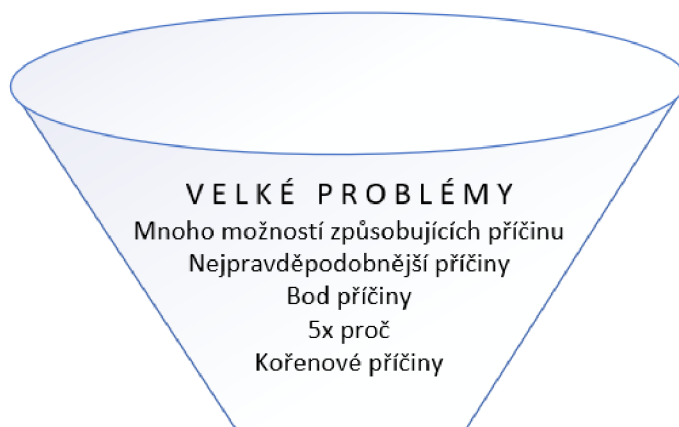 VELKÉ PROBLÉMY
Mnoho možností způsobujících příčinu
Nejpravděpodobnější příčiny
Bod příčiny
5x proč
Kořenové příčiny